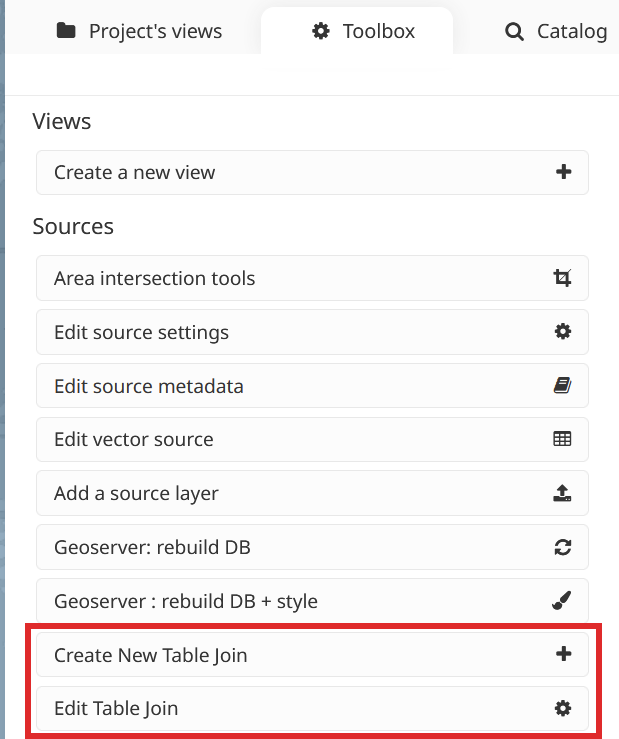 Project's views
Toolbox
Catalog
Views
Create a new view
Sources
Area intersection tools
Edit source settings
Edit source metadata
Edit vector source
Add a source layer
Geoserver: rebuild DB
Geoserver : rebuild DB + style
Create New Table Join
Edit Table Join